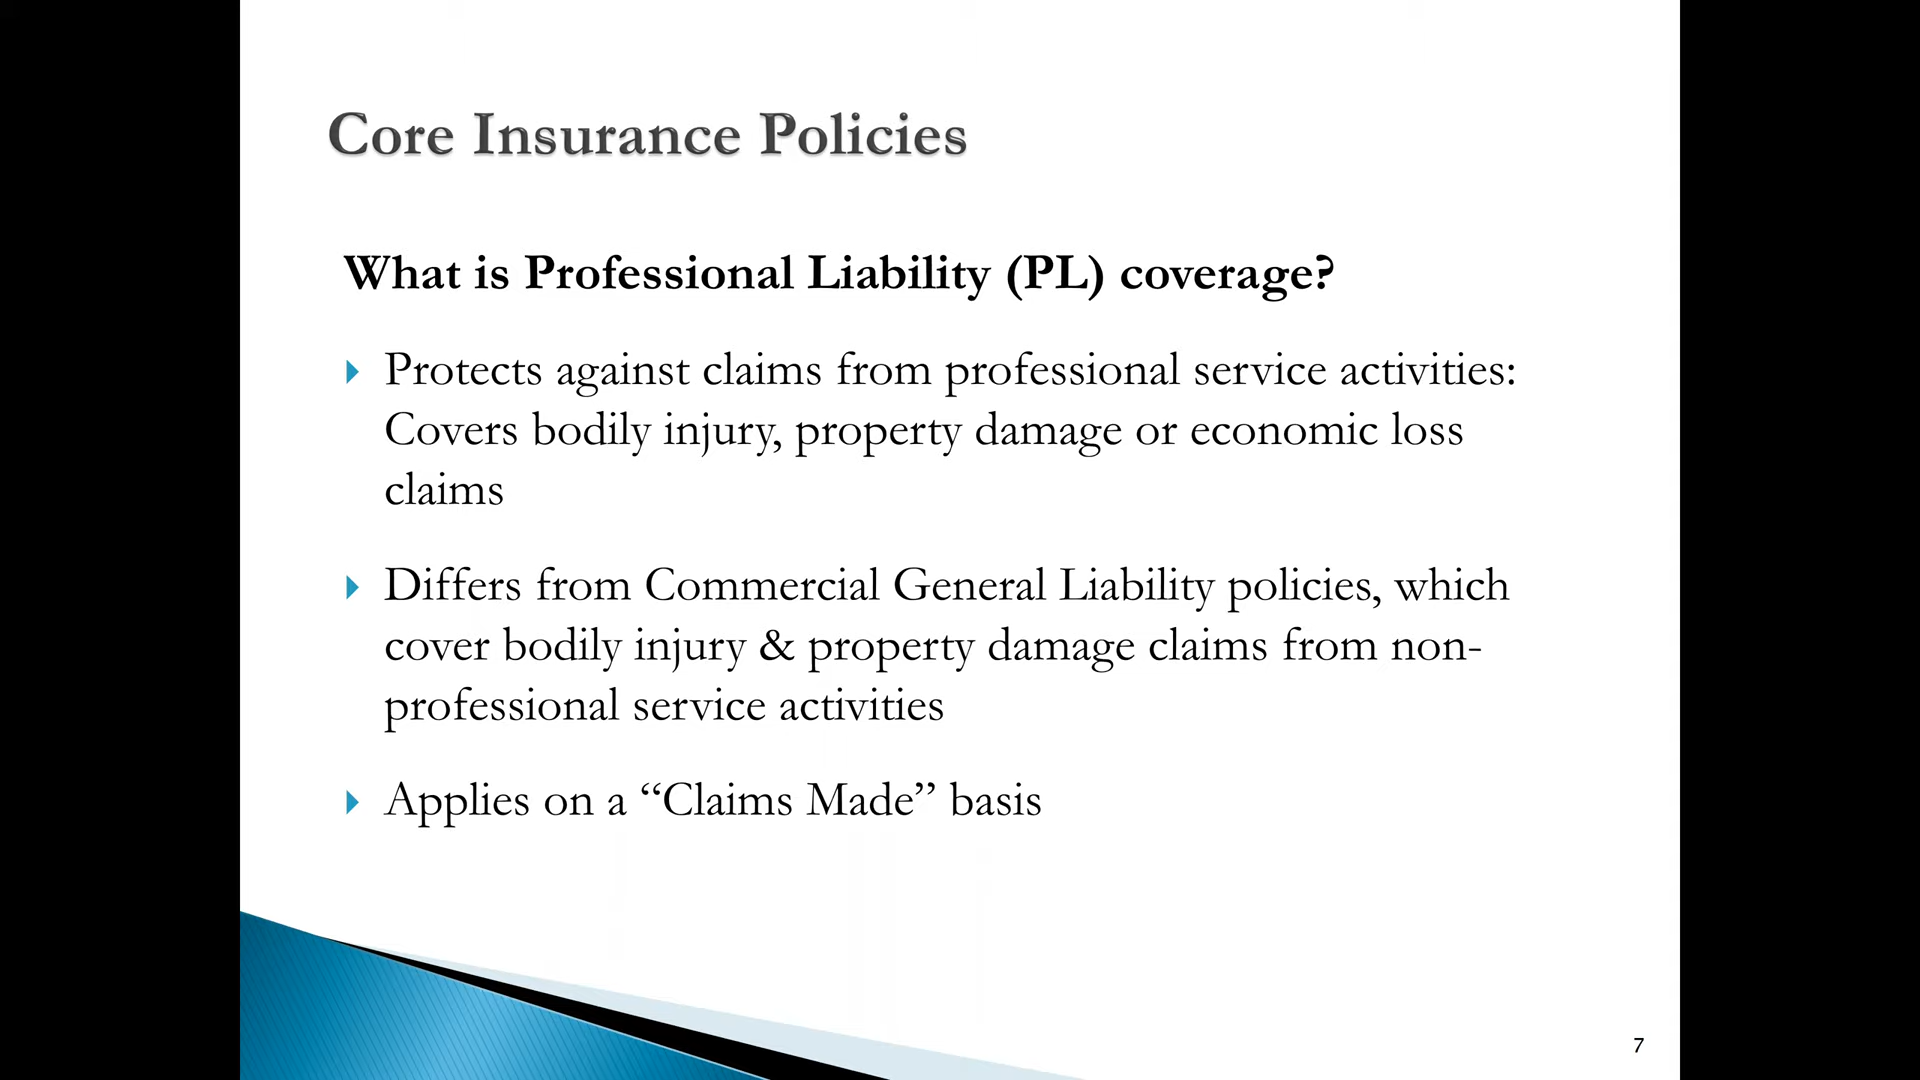 Core Insurance Policies
What is Professional Liability (PL) coverage?
Protects against claims from professional service activities:
Covers bodily injury, property damage or economic loss
claims
Differs from Commercial General Liability policies, which
cover bodily injury & property damage claims from non-
professional service activities
Applies on a “Claims Made” basis
7